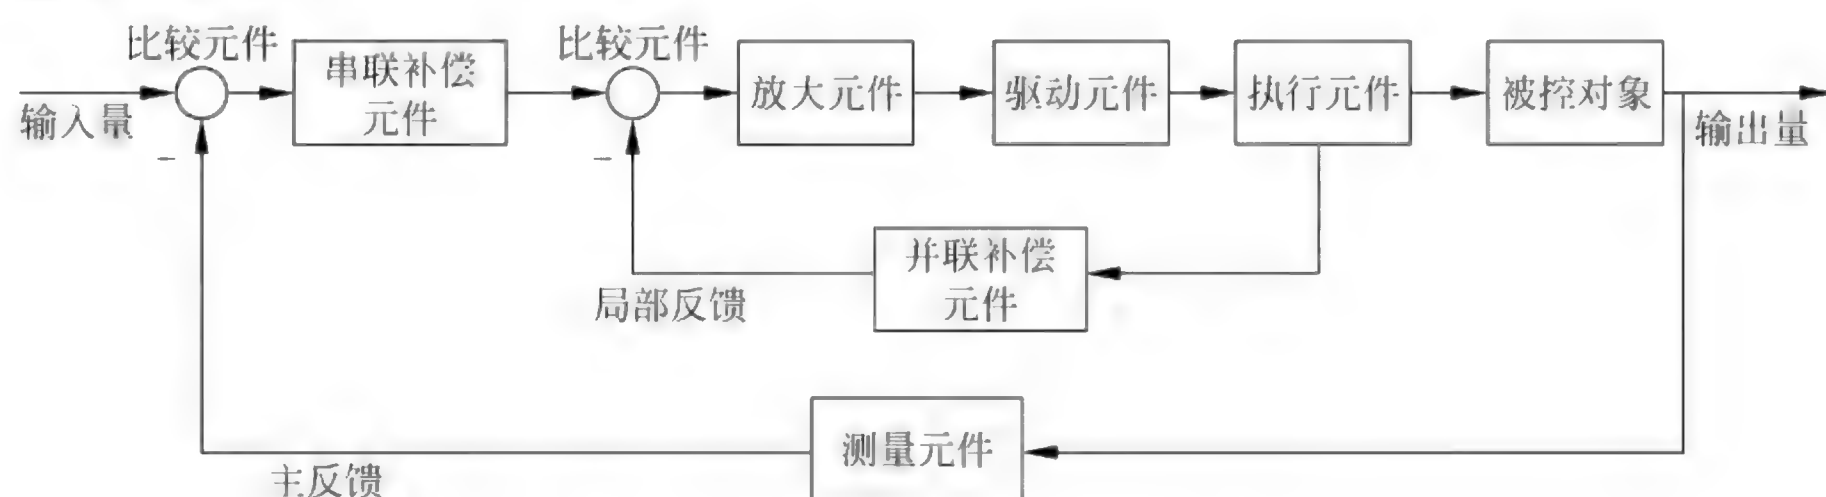 比较元件
比较元件
串联补偿
元件
放大元件
驱动元件
执行元件
被控对象
输入量
输出量
-
-
并联补偿
元件
局部反馈
测量元件
主反馈